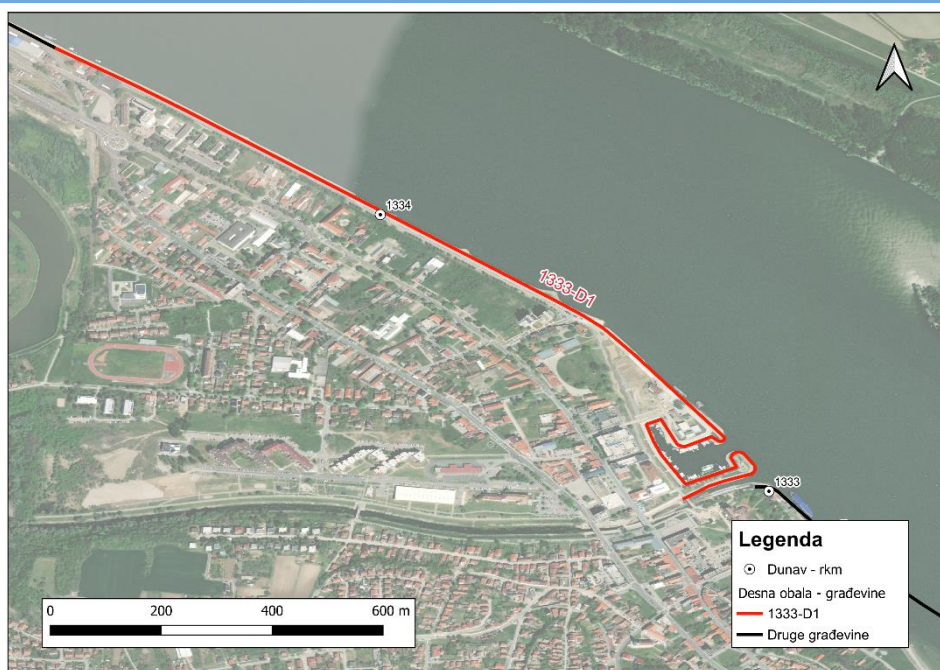 1334
1333-D1
1333
Legenda
Dunav - rkm
Desna obala - građevine
1333-D1
Druge građevine
0 200 400 600 m